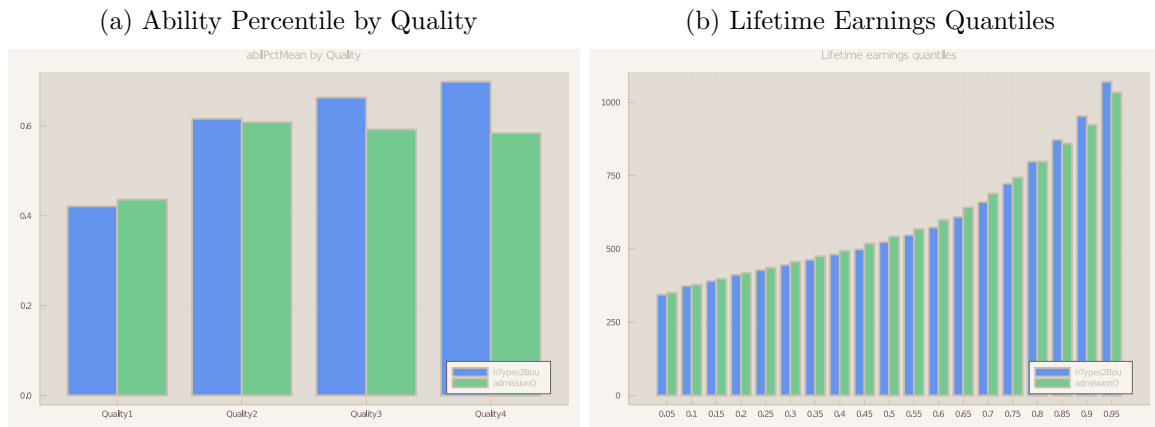 (a) Ability Percentile by Quality
abilPctMean by Quality
0.6
0.4
0.2
0.0
Quality1 Quality2 Quality3 Quality4
hTypes2Bou
admissionO
(b) Lifetime Earnings Quantiles
Lifetime earnings quantiles
1000
750
500
250
0
0.05 0.1 0.15 0.2 0.25 0.3 0.35 0.4 0.45 0.5 0.55 0.6 0.65 0.7 0.75 0.8 0.85 0.9 0.95
hTypes2Bou
admissionO